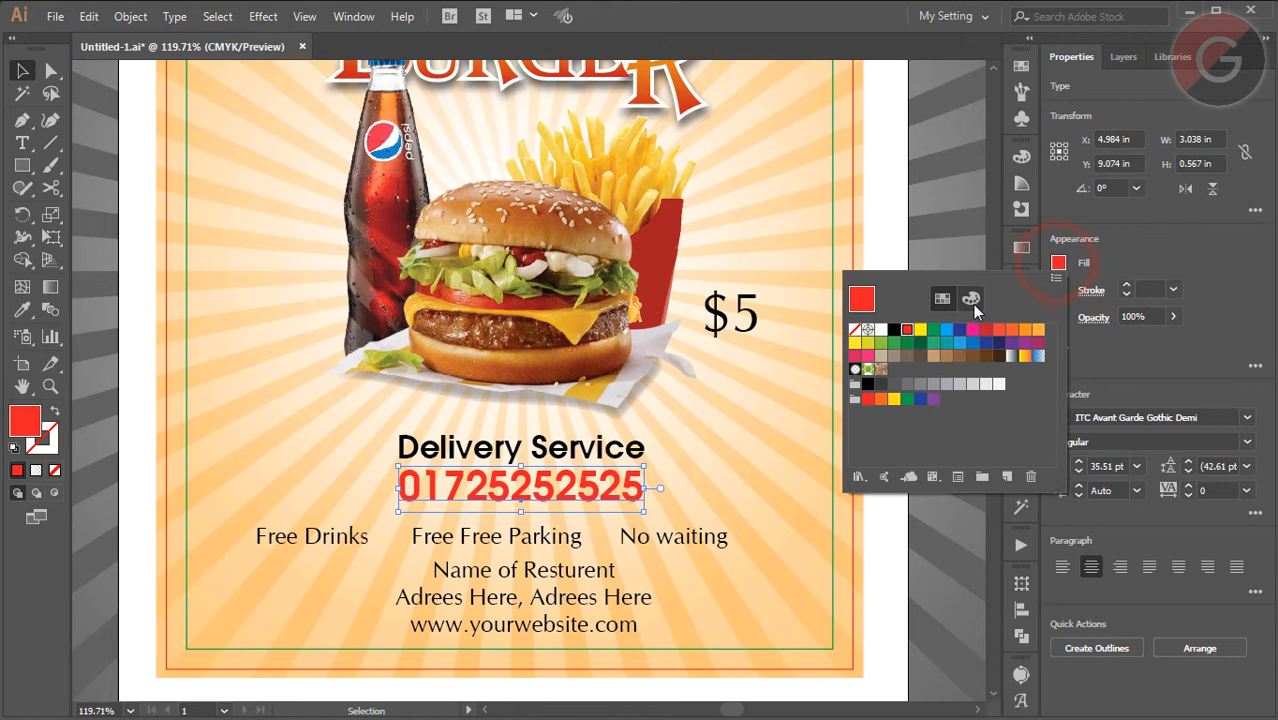 Ai File Edit Object Type Select Effect View Window Help Br St My Setting Search Adobe Stock
Untitled-1.ai* @ 119.71% (CMYK/Preview) ×
Properties Layers Libraries
G
Type
Transform
X: 4.984 in W: 3.038 in
Y: 9.074 in H: 0.567 in
0°
Appearance
Fill
Stroke
Opacity 100%
BURGER
pepsi
$5
Delivery Service
01725252525
Free Drinks Free Free Parking No waiting
Name of Resturent
Adrees Here, Adrees Here
www.yourwebsite.com
aracter
ITC Avant Garde Gothic Demi
gular
35.51 pt (42.61 pt)
Auto VA 0
Paragraph
Quick Actions
Create Outlines Arrange
119.71% 1 Selection